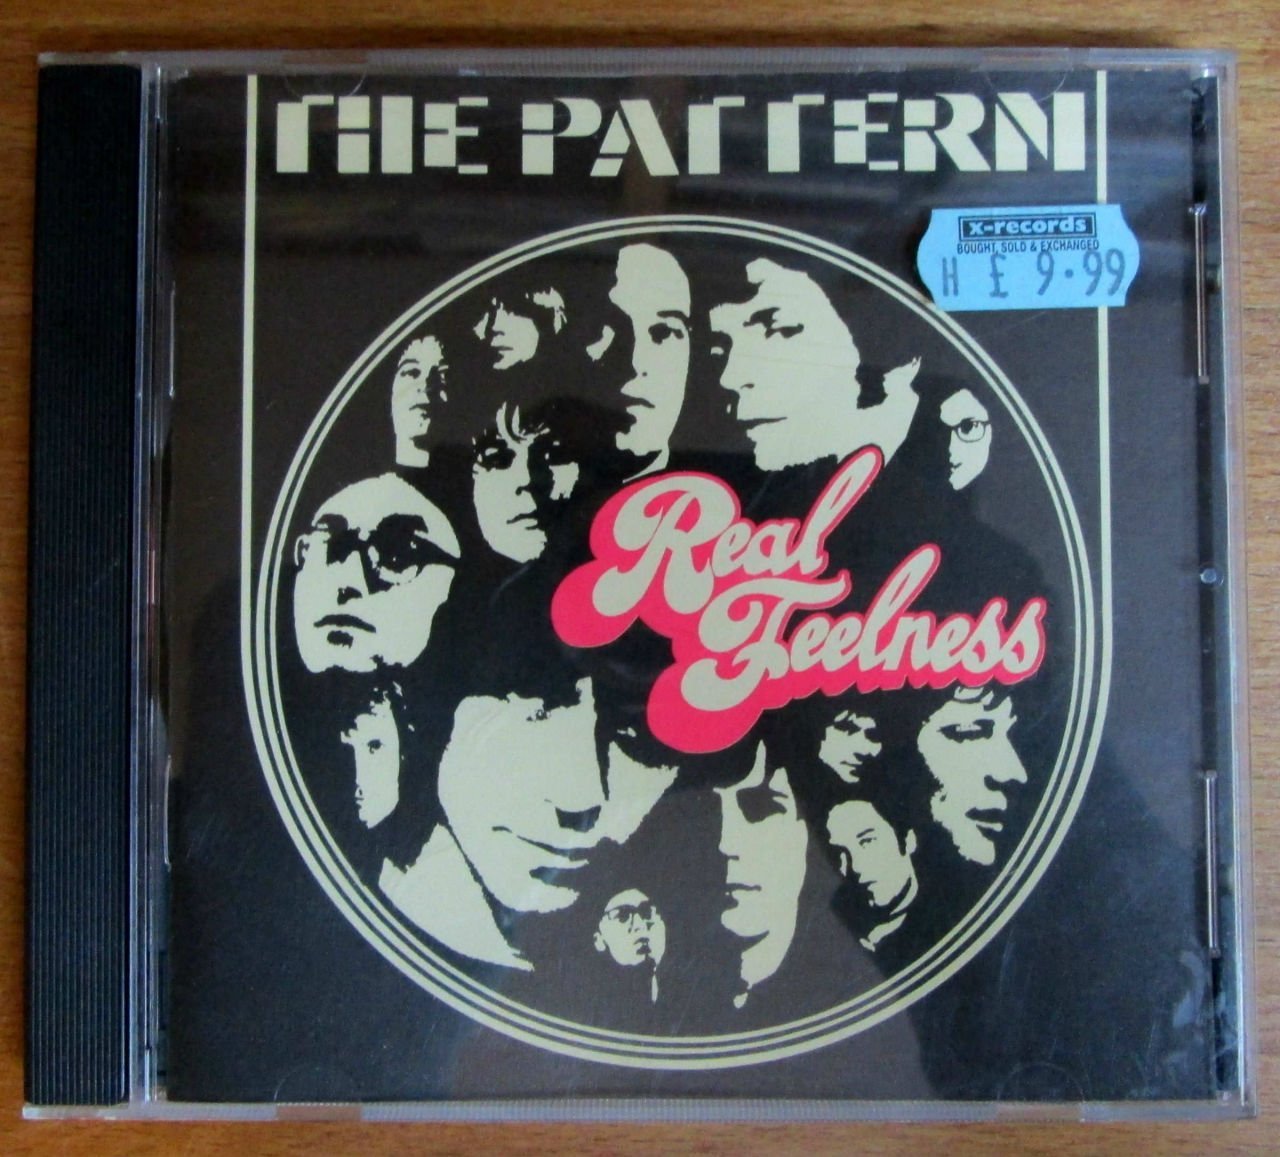 THE PATTERN
x-records
BOUGHT, SOLD & EXCHANGED
H £ 9.99
Real
Feelness